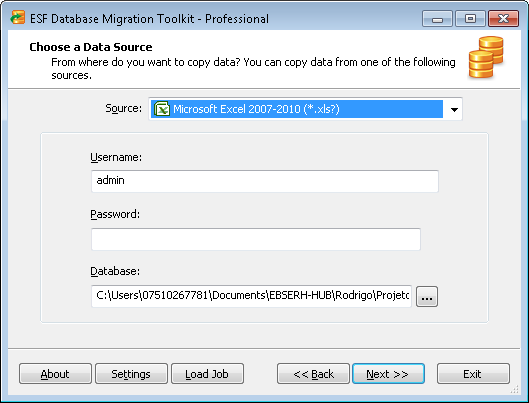 ESF Database Migration Toolkit - Professional
Choose a Data Source
From where do you want to copy data? You can copy data from one of the following
sources.
Source: Microsoft Excel 2007-2010 (*.xls?)
Username:
admin
Password:
Database:
C:\Users\07510267781\Documents\EBSERH-HUB\Rodrigo\Projeto ...
About Settings Load Job << Back Next >> Exit